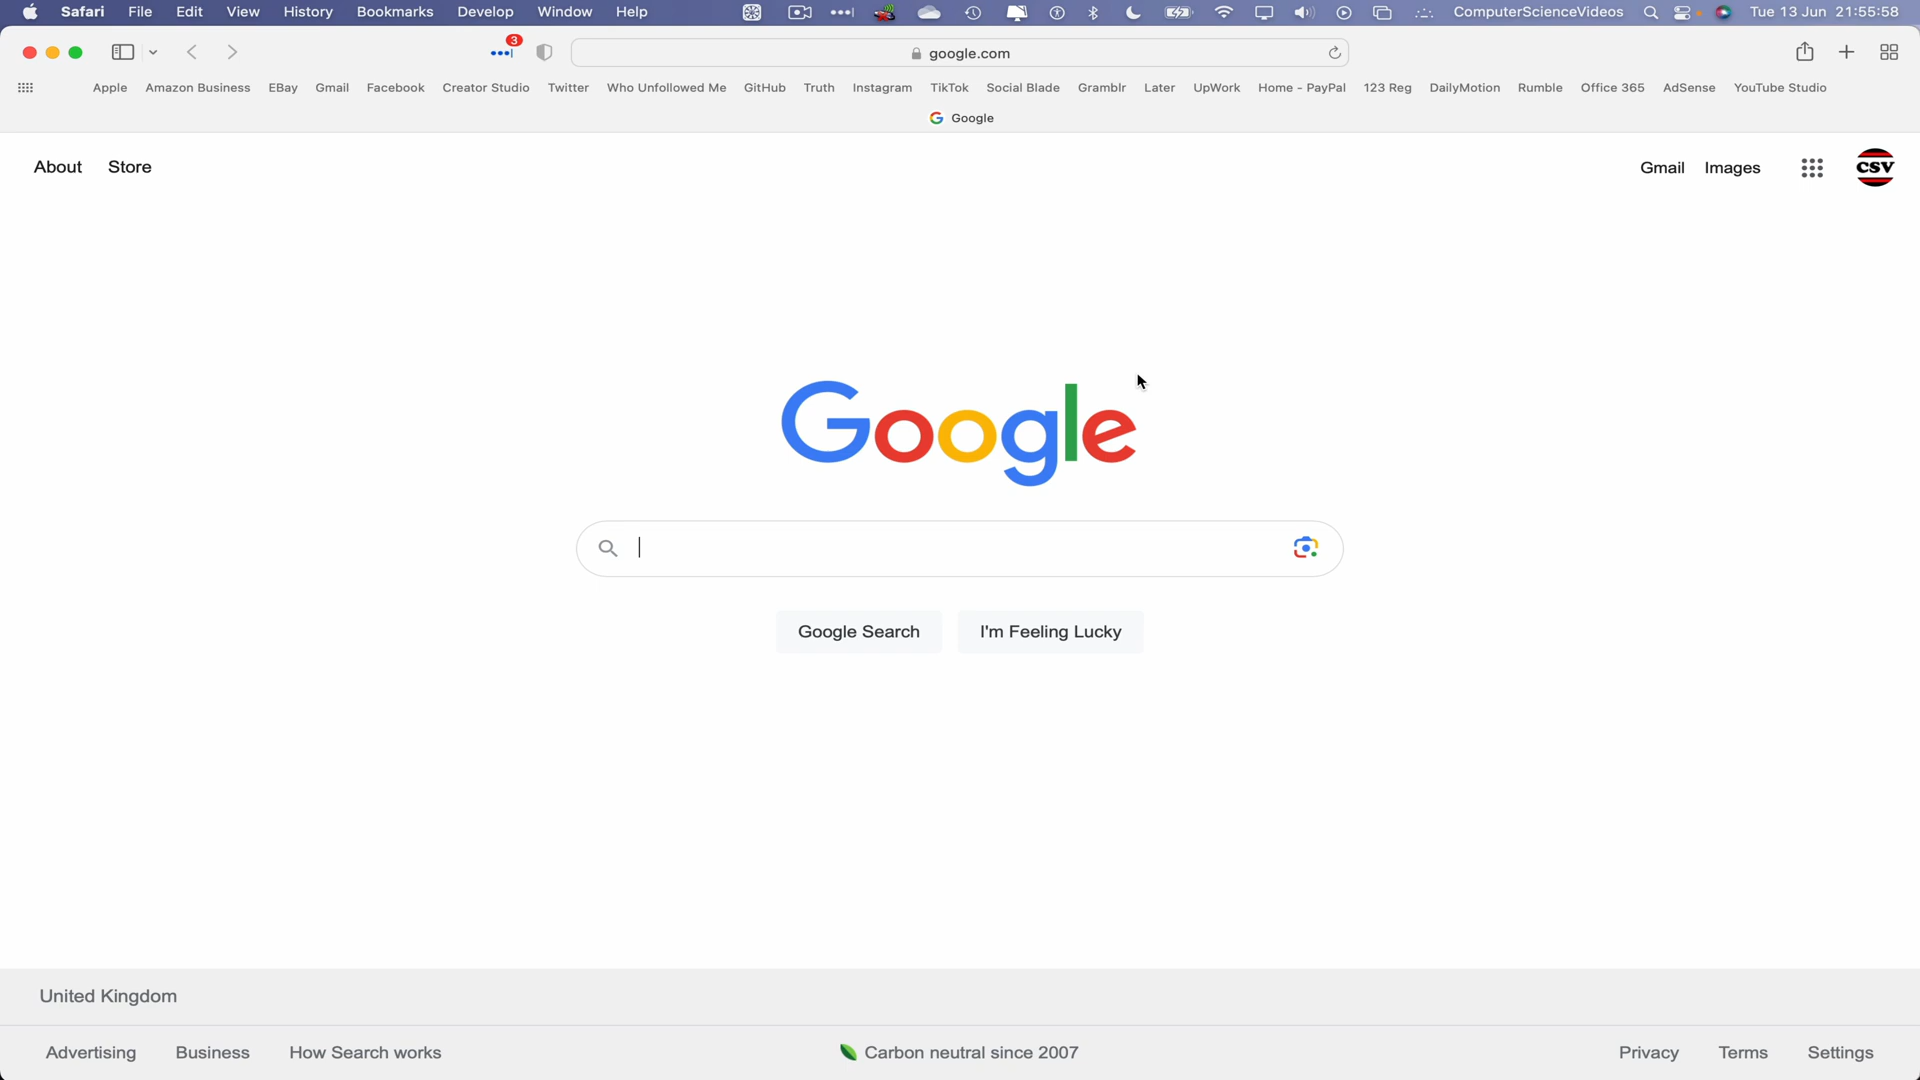 Safari File Edit View History Bookmarks Develop Window Help ComputerScienceVideos Tue 13 Jun 21:55:58
3
google.com
Apple Amazon Business EBay Gmail Facebook Creator Studio Twitter Who Unfollowed Me GitHub Truth Instagram TikTok Social Blade Gramblr Later UpWork Home - PayPal 123 Reg DailyMotion Rumble Office 365 AdSense YouTube Studio
Google
About Store Gmail Images CSV
Google
Google Search I'm Feeling Lucky
United Kingdom
Advertising Business How Search works Carbon neutral since 2007 Privacy Terms Settings